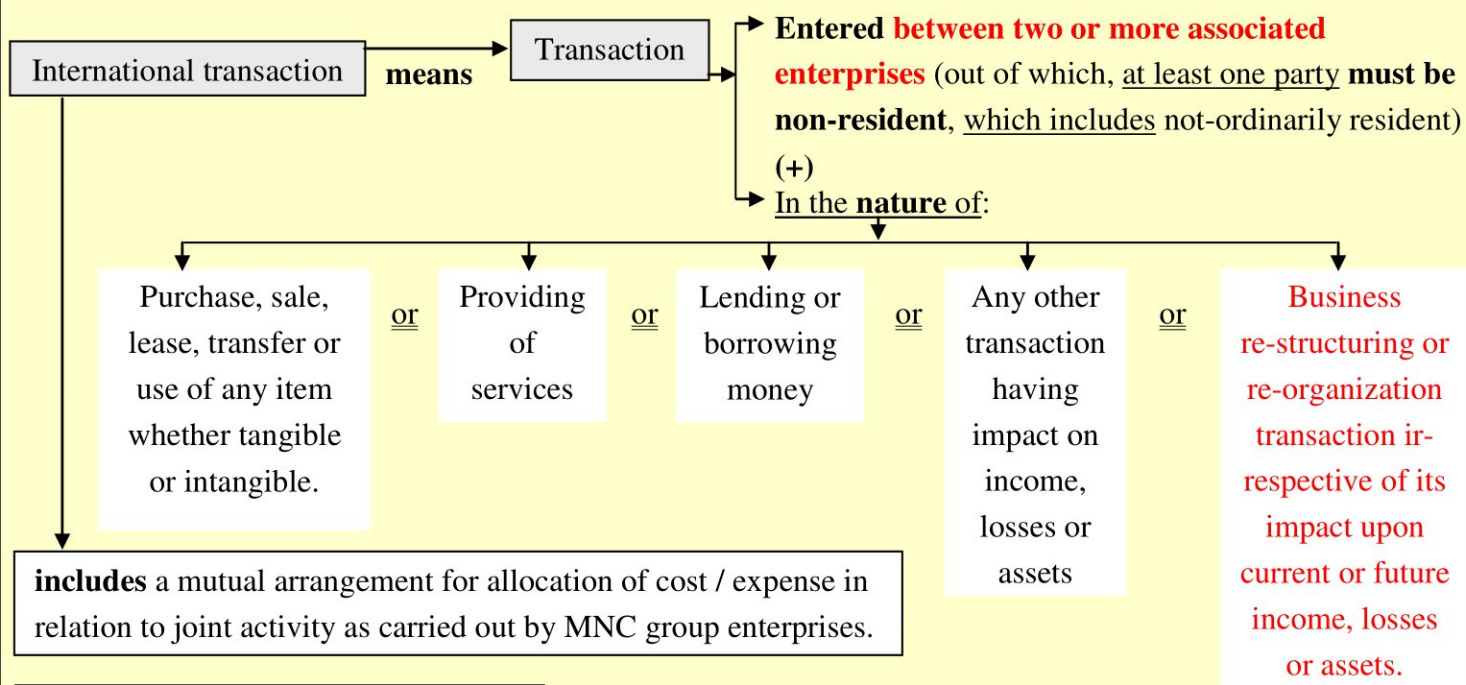 International transaction
means
Transaction
Entered between two or more associated
enterprises (out of which, at least one party must be
non-resident, which includes not-ordinarily resident)
(+)
In the nature of:
Purchase, sale,
lease, transfer or
use of any item
whether tangible
or intangible.
or
Providing
of
services
or
Lending or
borrowing
money
or
Any other
transaction
having
impact on
income,
losses or
assets
or
Business
re-structuring or
re-organization
transaction ir-
respective of its
impact upon
current or future
income, losses
or assets.
includes a mutual arrangement for allocation of cost / expense in
relation to joint activity as carried out by MNC group enterprises.